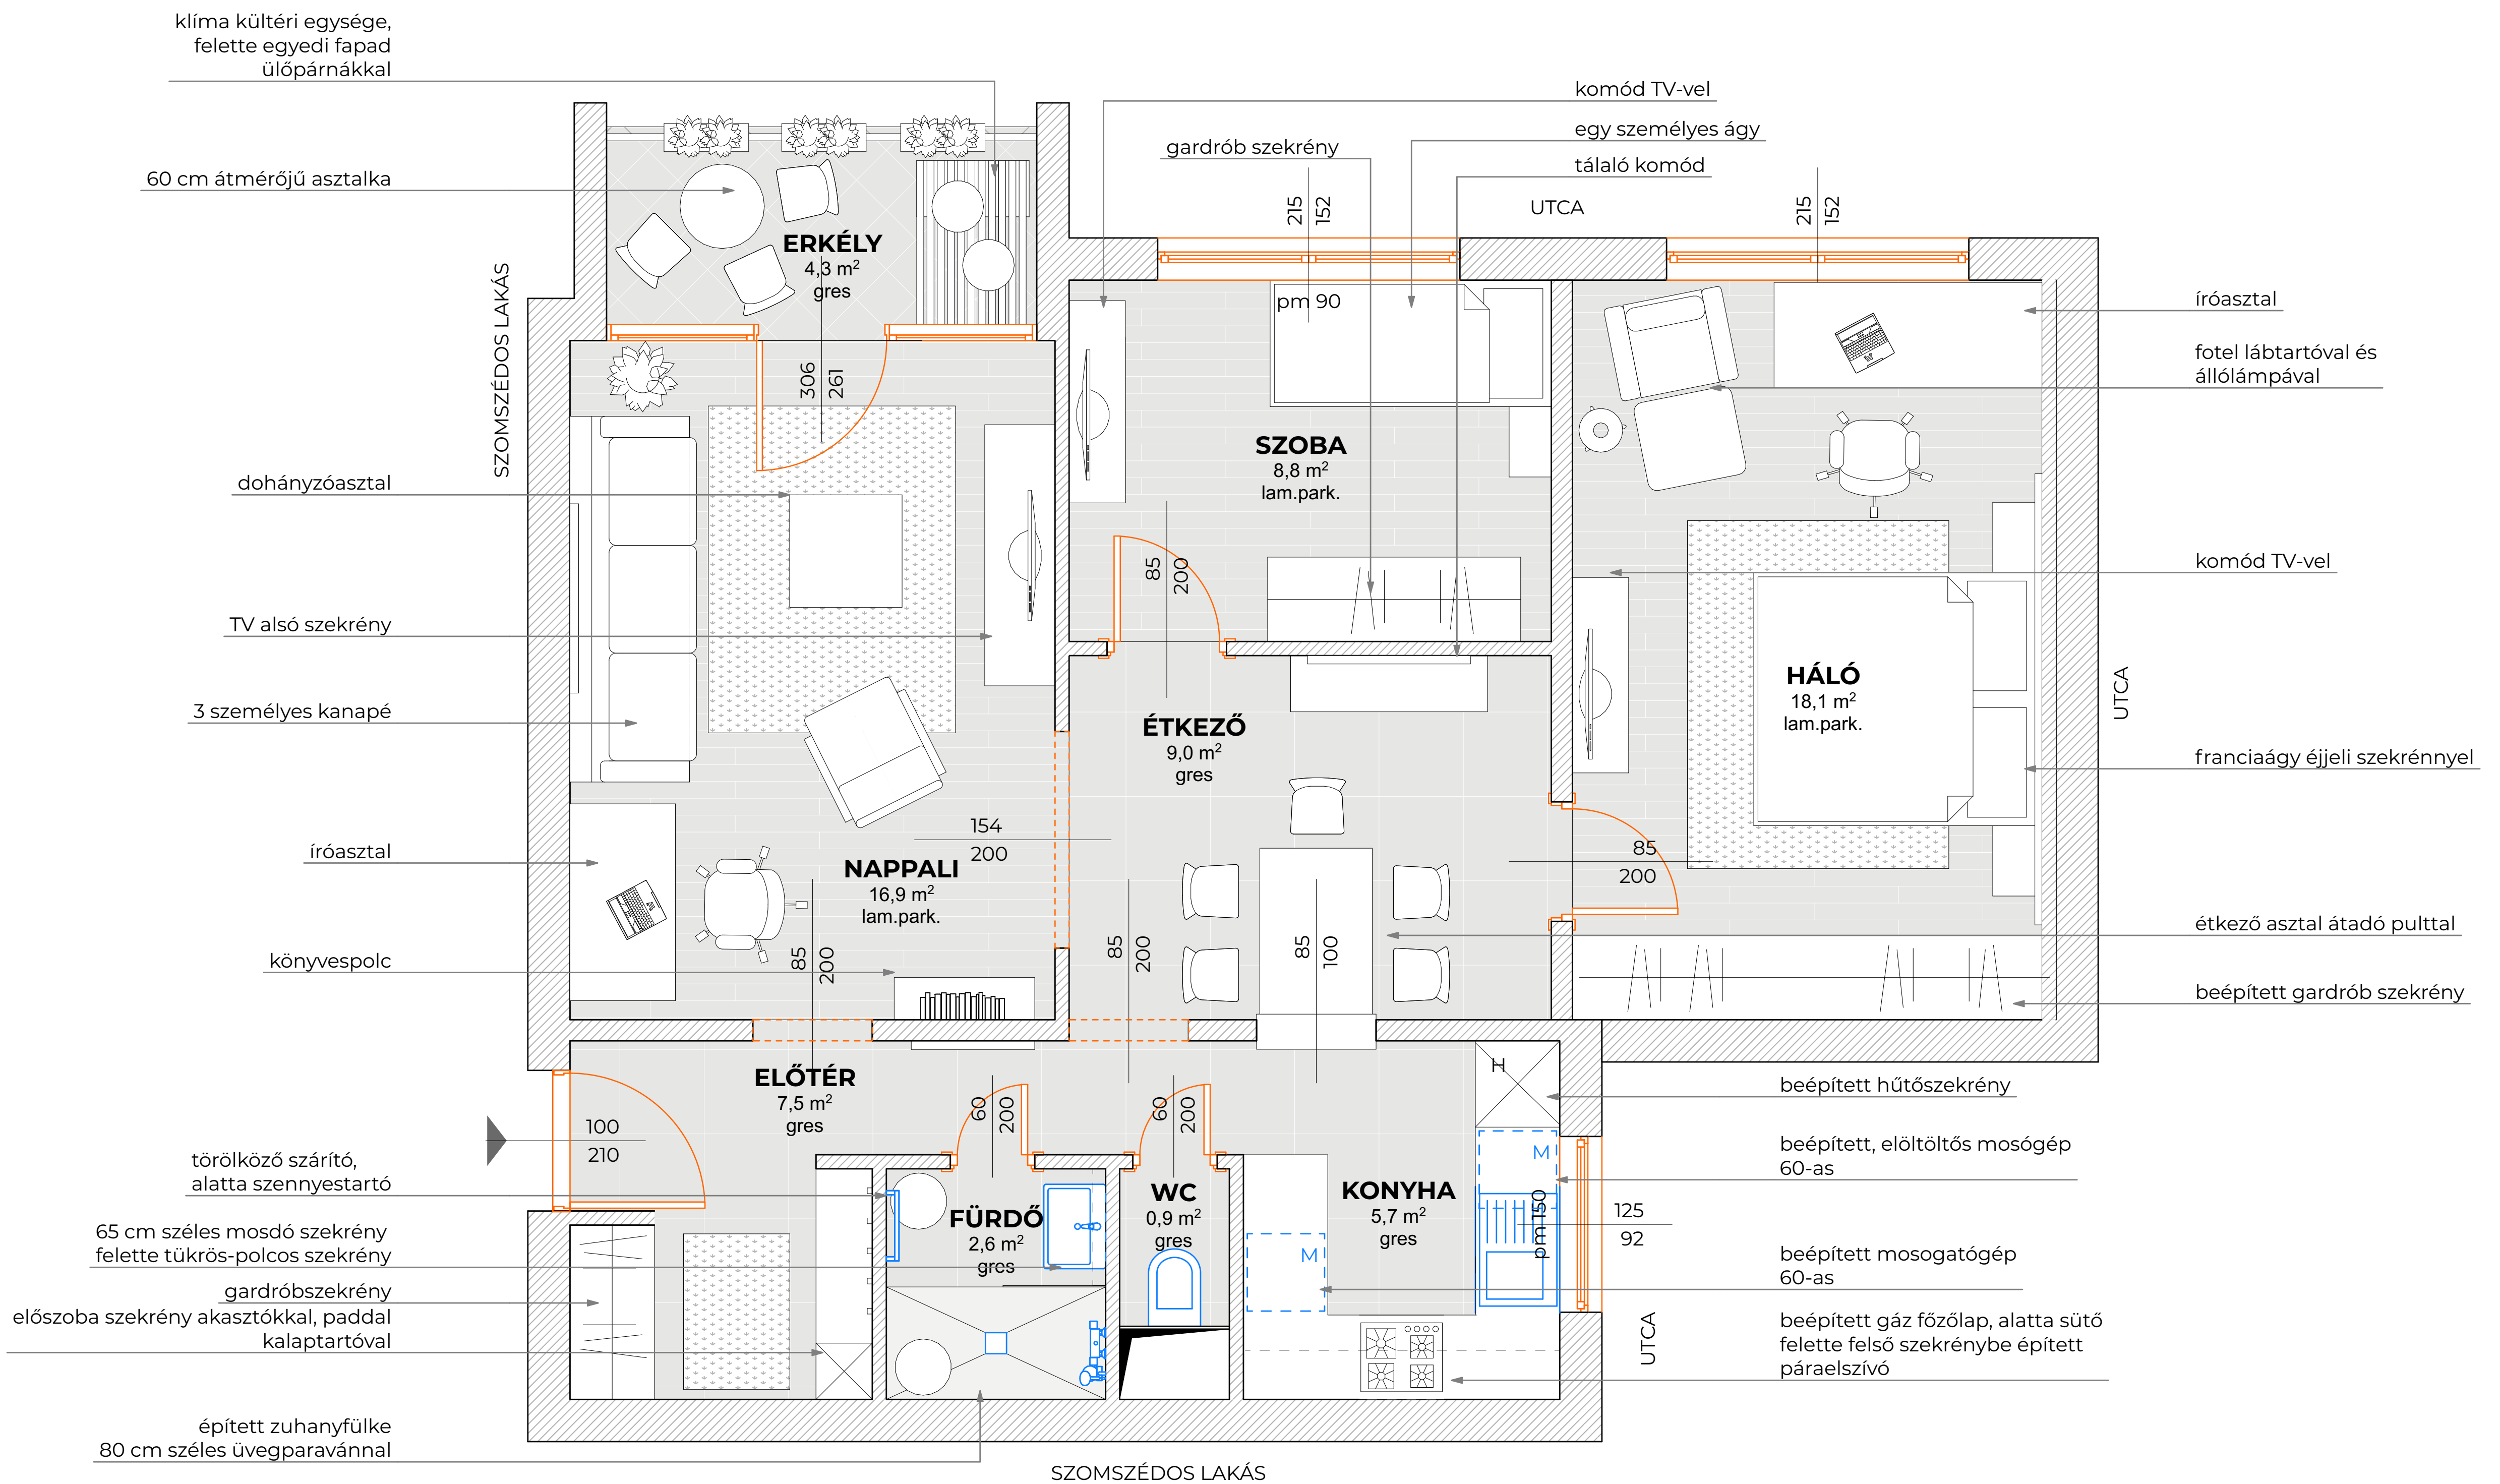 klíma kültéri egysége,
felette egyedi fapad
ülőpárnákkal
60 cm átmérőjű asztalka
SZOMSZÉDOS LAKÁS
dohányzóasztal
TV alsó szekrény
3 személyes kanapé
íróasztal
könyvespolc
törölköző szárító,
alatta szennyestartó
65 cm széles mosdó szekrény
felette tükrös-polcos szekrény
gardróbszekrény
előszoba szekrény akasztókkal, paddal
kalaptartóval
épített zuhanyfülke
80 cm széles üvegparavánnal
komód TV-vel
egy személyes ágy
tálaló komód
gardrób szekrény
UTCA
215
152
215
152
ERKÉLY
4,3 m²
gres
306
261
pm 90
SZOBA
8,8 m²
lam.park.
85
200
HÁLÓ
18,1 m²
lam.park.
85
200
ÉTKEZŐ
9,0 m²
gres
154
200
NAPPALI
16,9 m²
lam.park.
85
200
85
200
85
100
ELŐTÉR
7,5 m²
gres
100
210
60
200
60
200
FÜRDŐ
2,6 m²
gres
WC
0,9 m²
gres
KONYHA
5,7 m²
gres
H
M
M
pm 150
125
92
UTCA
UTCA
SZOMSZÉDOS LAKÁS
íróasztal
fotel lábtartóval és
állólámpával
komód TV-vel
franciaágy éjjeli szekrénnyel
étkező asztal átadó pulttal
beépített gardrób szekrény
beépített hűtőszekrény
beépített, elöltöltős mosógép
60-as
beépített mosogatógép
60-as
beépített gáz főzőlap, alatta sütő
felette felső szekrénybe épített
páraelszívó